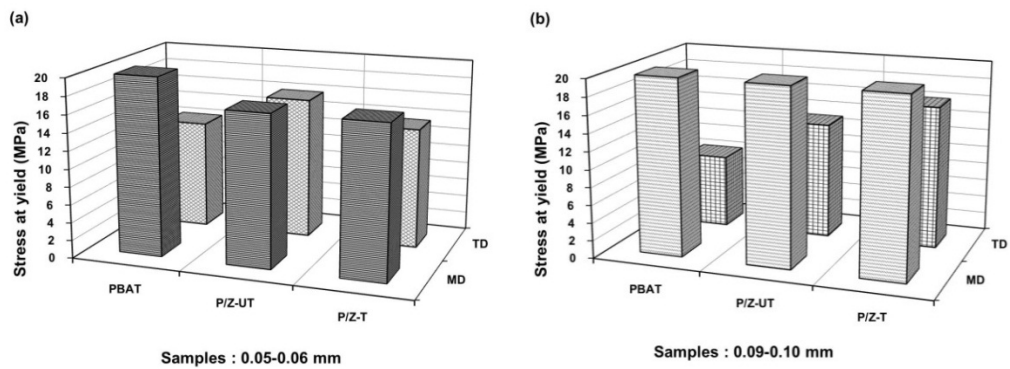 (a)
Stress at yield (MPa)
20
18
16
14
12
10
8
6
4
2
0
PBAT
P/Z-UT
P/Z-T
MD
TD
Samples : 0.05-0.06 mm
(b)
Stress at yield (MPa)
20
18
16
14
12
10
8
6
4
2
0
PBAT
P/Z-UT
P/Z-T
MD
TD
Samples : 0.09-0.10 mm